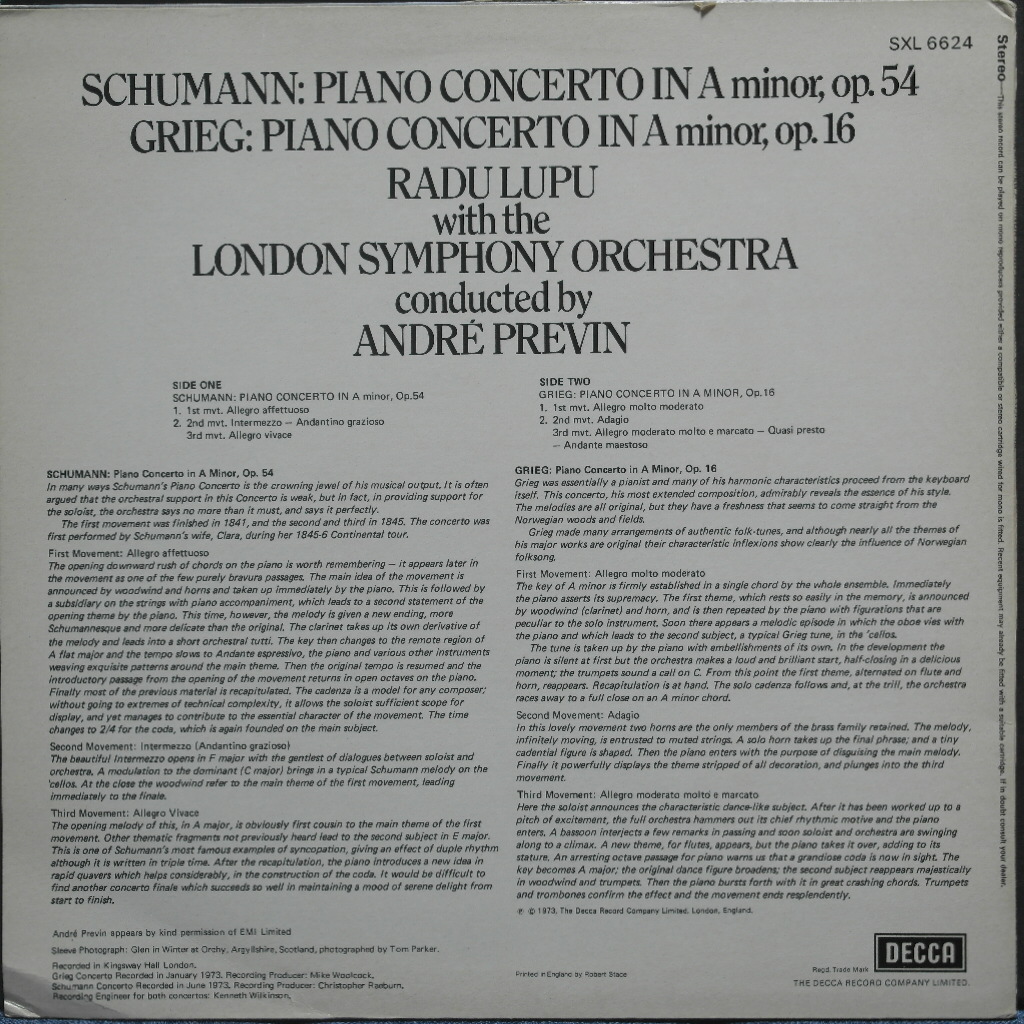 SXL 6624
SCHUMANN: PIANO CONCERTO IN A minor, op. 54
GRIEG: PIANO CONCERTO IN A minor, op. 16
RADU LUPU
with the
LONDON SYMPHONY ORCHESTRA
conducted by
ANDRÉ PREVIN
SIDE ONE
SCHUMANN: PIANO CONCERTO IN A minor, Op.54
1. 1st mvt. Allegro affettuoso
2. 2nd mvt. Intermezzo — Andantino grazioso
3rd mvt. Allegro vivace
SIDE TWO
GRIEG: PIANO CONCERTO IN A MINOR, Op.16
1. 1st mvt. Allegro molto moderato
2. 2nd mvt. Adagio
3rd mvt. Allegro moderato molto e marcato — Quasi presto
— Andante maestoso
SCHUMANN: Piano Concerto in A Minor, Op. 54
In many ways Schumann's Piano Concerto is the crowning jewel of his musical output. It is often
argued that the orchestral support in this Concerto is weak, but in fact, in providing support for
the soloist, the orchestra says no more than it must, and says it perfectly.
The first movement was finished in 1841, and the second and third in 1845. The concerto was
first performed by Schumann's wife, Clara, during her 1845-6 Continental tour.
First Movement: Allegro affettuoso
The opening downward rush of chords on the piano is worth remembering — it appears later in
the movement as one of the few purely bravura passages. The main idea of the movement is
announced by woodwind and horns and taken up immediately by the piano. This is followed by
a subsidiary on the strings with piano accompaniment, which leads to a second statement of the
opening theme by the piano. This time, however, the melody is given a new ending, more
Schumannesque and more delicate than the original. The clarinet takes up its own derivative of
the melody and leads into a short orchestral tutti. The key then changes to the remote region of
A flat major and the tempo slows to Andante espressivo, the piano and various other instruments
weaving exquisite patterns around the main theme. Then the original tempo is resumed and the
introductory passage from the opening of the movement returns in open octaves on the piano.
Finally most of the previous material is recapitulated. The cadenza is a model for any composer;
without going to extremes of technical complexity, it allows the soloist sufficient scope for
display, and yet manages to contribute to the essential character of the movement. The time
changes to 2/4 for the coda, which is again founded on the main subject.
Second Movement: Intermezzo (Andantino grazioso)
The beautiful Intermezzo opens in F major with the gentlest of dialogues between soloist and
orchestra. A modulation to the dominant (C major) brings in a typical Schumann melody on the
'cellos. At the close the woodwind refer to the main theme of the first movement, leading
immediately to the finale.
Third Movement: Allegro Vivace
The opening melody of this, in A major, is obviously first cousin to the main theme of the first
movement. Other thematic fragments not previously heard lead to the second subject in E major.
This is one of Schumann's most famous examples of syncopation, giving an effect of duple rhythm
although it is written in triple time. After the recapitulation, the piano introduces a new idea in
rapid quavers which helps considerably, in the construction of the coda. It would be difficult to
find another concerto finale which succeeds so well in maintaining a mood of serene delight from
start to finish.
GRIEG: Piano Concerto in A Minor, Op. 16
Grieg was essentially a pianist and many of his harmonic characteristics proceed from the keyboard
itself. This concerto, his most extended composition, admirably reveals the essence of his style.
The melodies are all original, but they have a freshness that seems to come straight from the
Norwegian woods and fields.
Grieg made many arrangements of authentic folk-tunes, and although nearly all the themes of
his major works are original their characteristic inflexions show clearly the influence of Norwegian
folksong.
First Movement: Allegro molto moderato
The key of A minor is firmly established in a single chord by the whole ensemble. Immediately
the piano asserts its supremacy. The first theme, which rests so easily in the memory, is announced
by woodwind (clarinet) and horn, and is then repeated by the piano with figurations that are
peculiar to the solo instrument. Soon there appears a melodic episode in which the oboe vies with
the piano and which leads to the second subject, a typical Grieg tune, in the 'cellos.
The tune is taken up by the piano with embellishments of its own. In the development the
piano is silent at first but the orchestra makes a loud and brilliant start, half-closing in a delicious
moment; the trumpets sound a call on C. From this point the first theme, alternated on flute and
horn, reappears. Recapitulation is at hand. The solo cadenza follows and, at the trill, the orchestra
races away to a full close on an A minor chord.
Second Movement: Adagio
In this lovely movement two horns are the only members of the brass family retained. The melody,
infinitely moving, is entrusted to muted strings. A solo horn takes up the final phrase, and a tiny
cadential figure is shaped. Then the piano enters with the purpose of disguising the main melody.
Finally it powerfully displays the theme stripped of all decoration, and plunges into the third
movement.
Third Movement: Allegro moderato molto e marcato
Here the soloist announces the characteristic dance-like subject. After it has been worked up to a
pitch of excitement, the full orchestra hammers out its chief rhythmic motive and the piano
enters. A bassoon interjects a few remarks in passing and soon soloist and orchestra are swinging
along to a climax. A new theme, for flutes, appears, but the piano takes it over, adding to its
stature. An arresting octave passage for piano warns us that a grandiose coda is now in sight. The
key becomes A major; the original dance figure broadens; the second subject reappears majestically
in woodwind and trumpets. Then the piano bursts forth with it in great crashing chords. Trumpets
and trombones confirm the effect and the movement ends resplendently.
℗ © 1973, The Decca Record Company Limited, London, England.
André Previn appears by kind permission of EMI Limited
Sleeve Photograph: Glen in Winter at Orchy, Argyllshire, Scotland, photographed by Tom Parker.
Recorded in Kingsway Hall London.
Grieg Concerto Recorded in January 1973. Recording Producer: Mike Woolcock.
Schumann Concerto Recorded in June 1973. Recording Producer: Christopher Raeburn.
Recording Engineer for both concertos: Kenneth Wilkinson.
Printed in England by Robert Stace
Regd. Trade Mark
DECCA
THE DECCA RECORD COMPANY LIMITED.
Stereo—This stereo record can be played on mono reproducers provided either a compatible or stereo cartridge wired for mono is fitted. Recent equipment may already be fitted with a suitable cartridge. If in doubt consult your dealer.